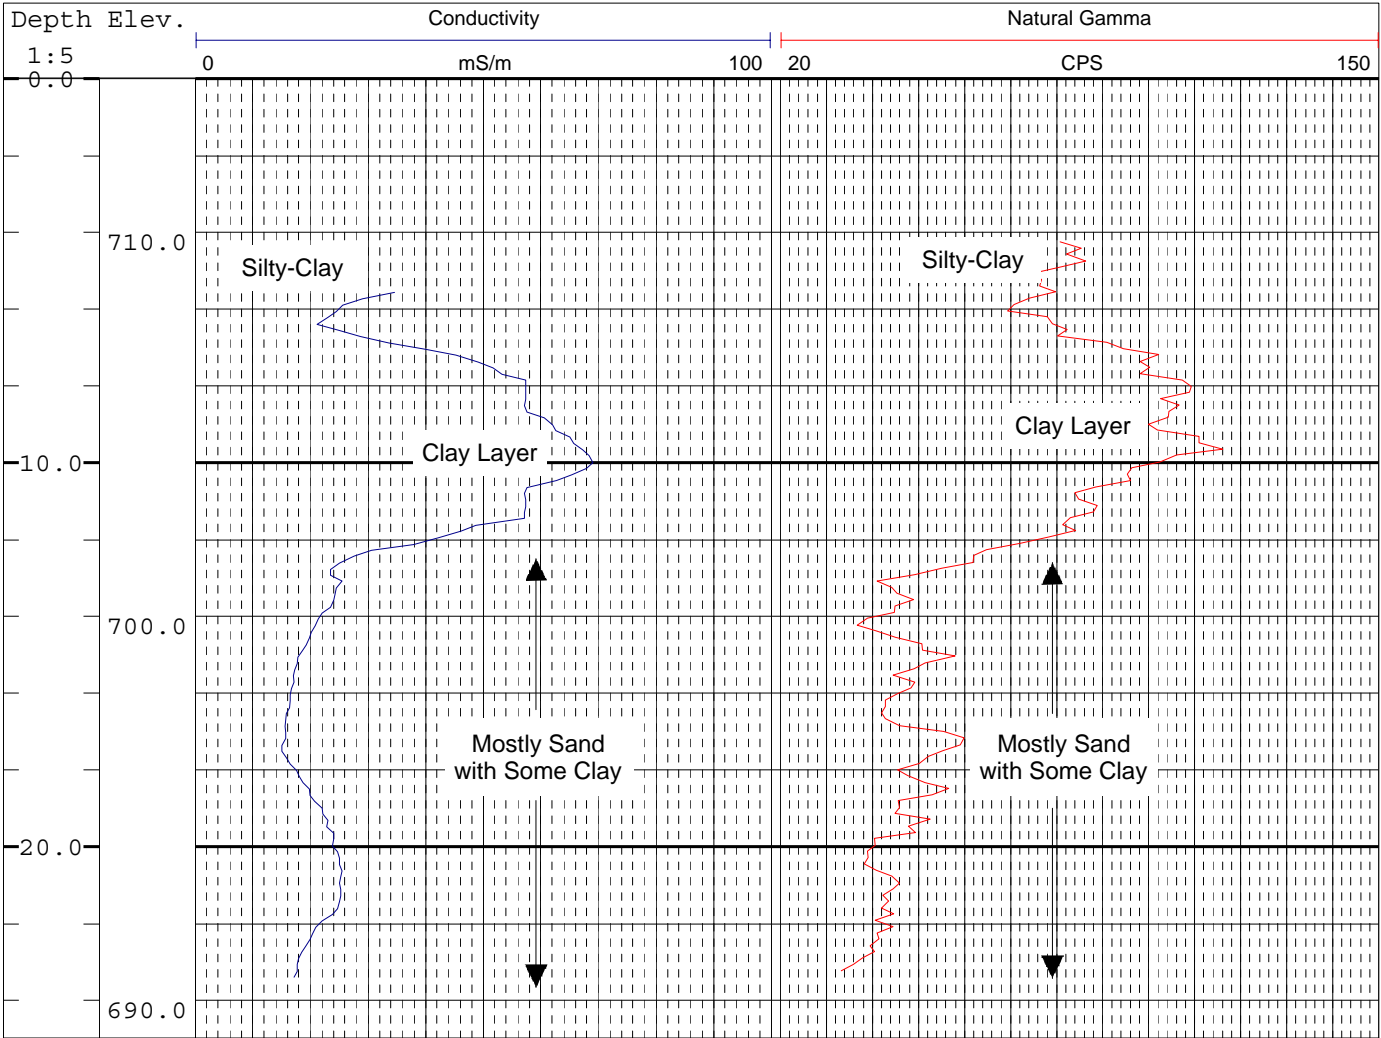 Depth Elev. Conductivity Natural Gamma
1:5 0 mS/m 100 20 CPS 150
0.0
710.0
Silty-Clay Silty-Clay
Clay Layer
Clay Layer
10.0
700.0
Mostly Sand Mostly Sand
with Some Clay with Some Clay
20.0
690.0